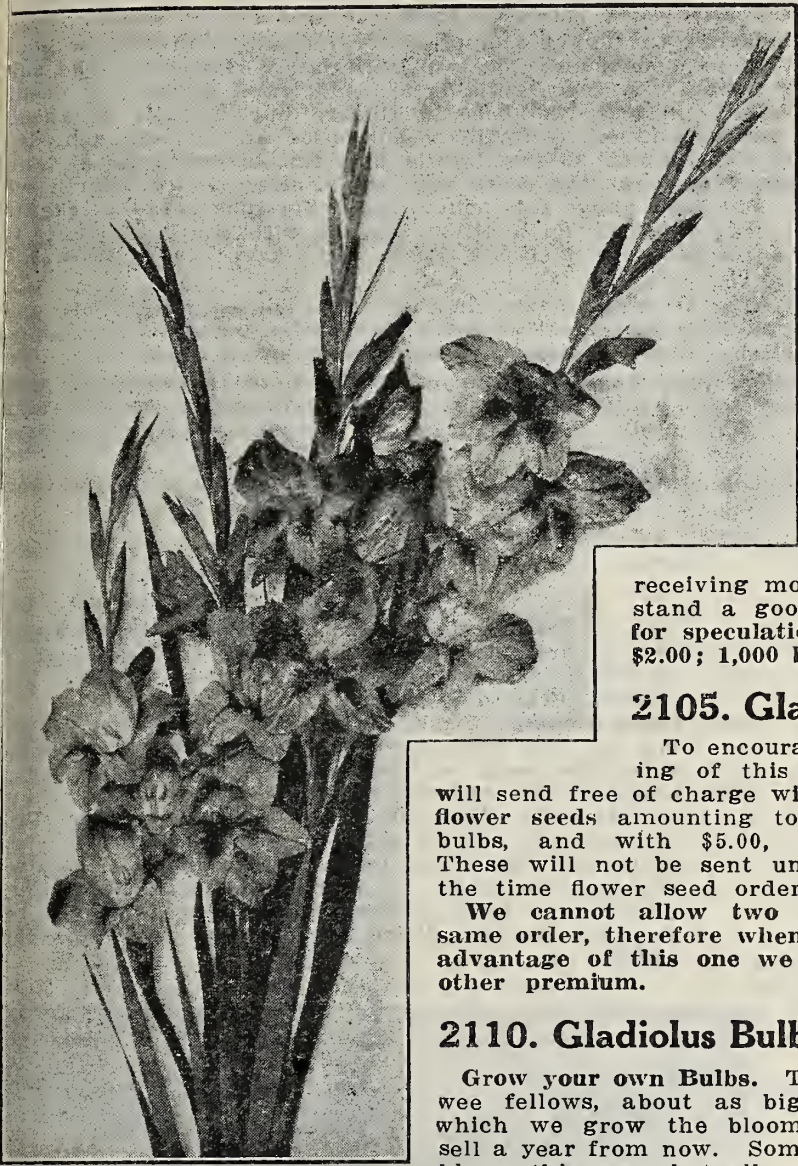 receiving mo
stand a goo
for speculati
$2.00; 1,000
2105. Gla
To encoura
ing of this
will send free of charge wi
flower seeds amounting to
bulbs, and with $5.00,
These will not be sent un
the time flower seed order
We cannot allow two
same order, therefore when
advantage of this one we
other premium.
2110. Gladiolus Bull
Grow your own Bulbs. T
wee fellows, about as big
which we grow the bloom
sell a year from now. Som